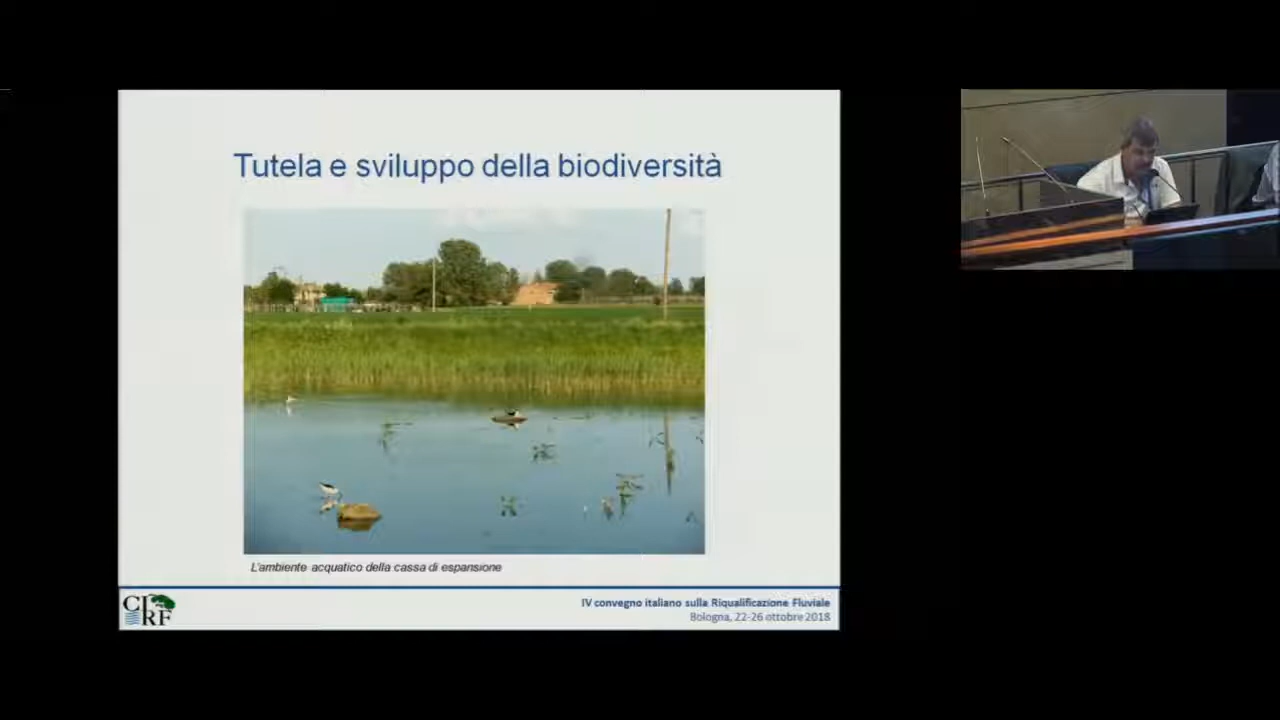 Tutela e sviluppo della biodiversità
L'ambiente acquatico della cassa di espansione
CIRF
IV convegno italiano sulla Riqualificazione Fluviale
Bologna, 22-26 ottobre 2018